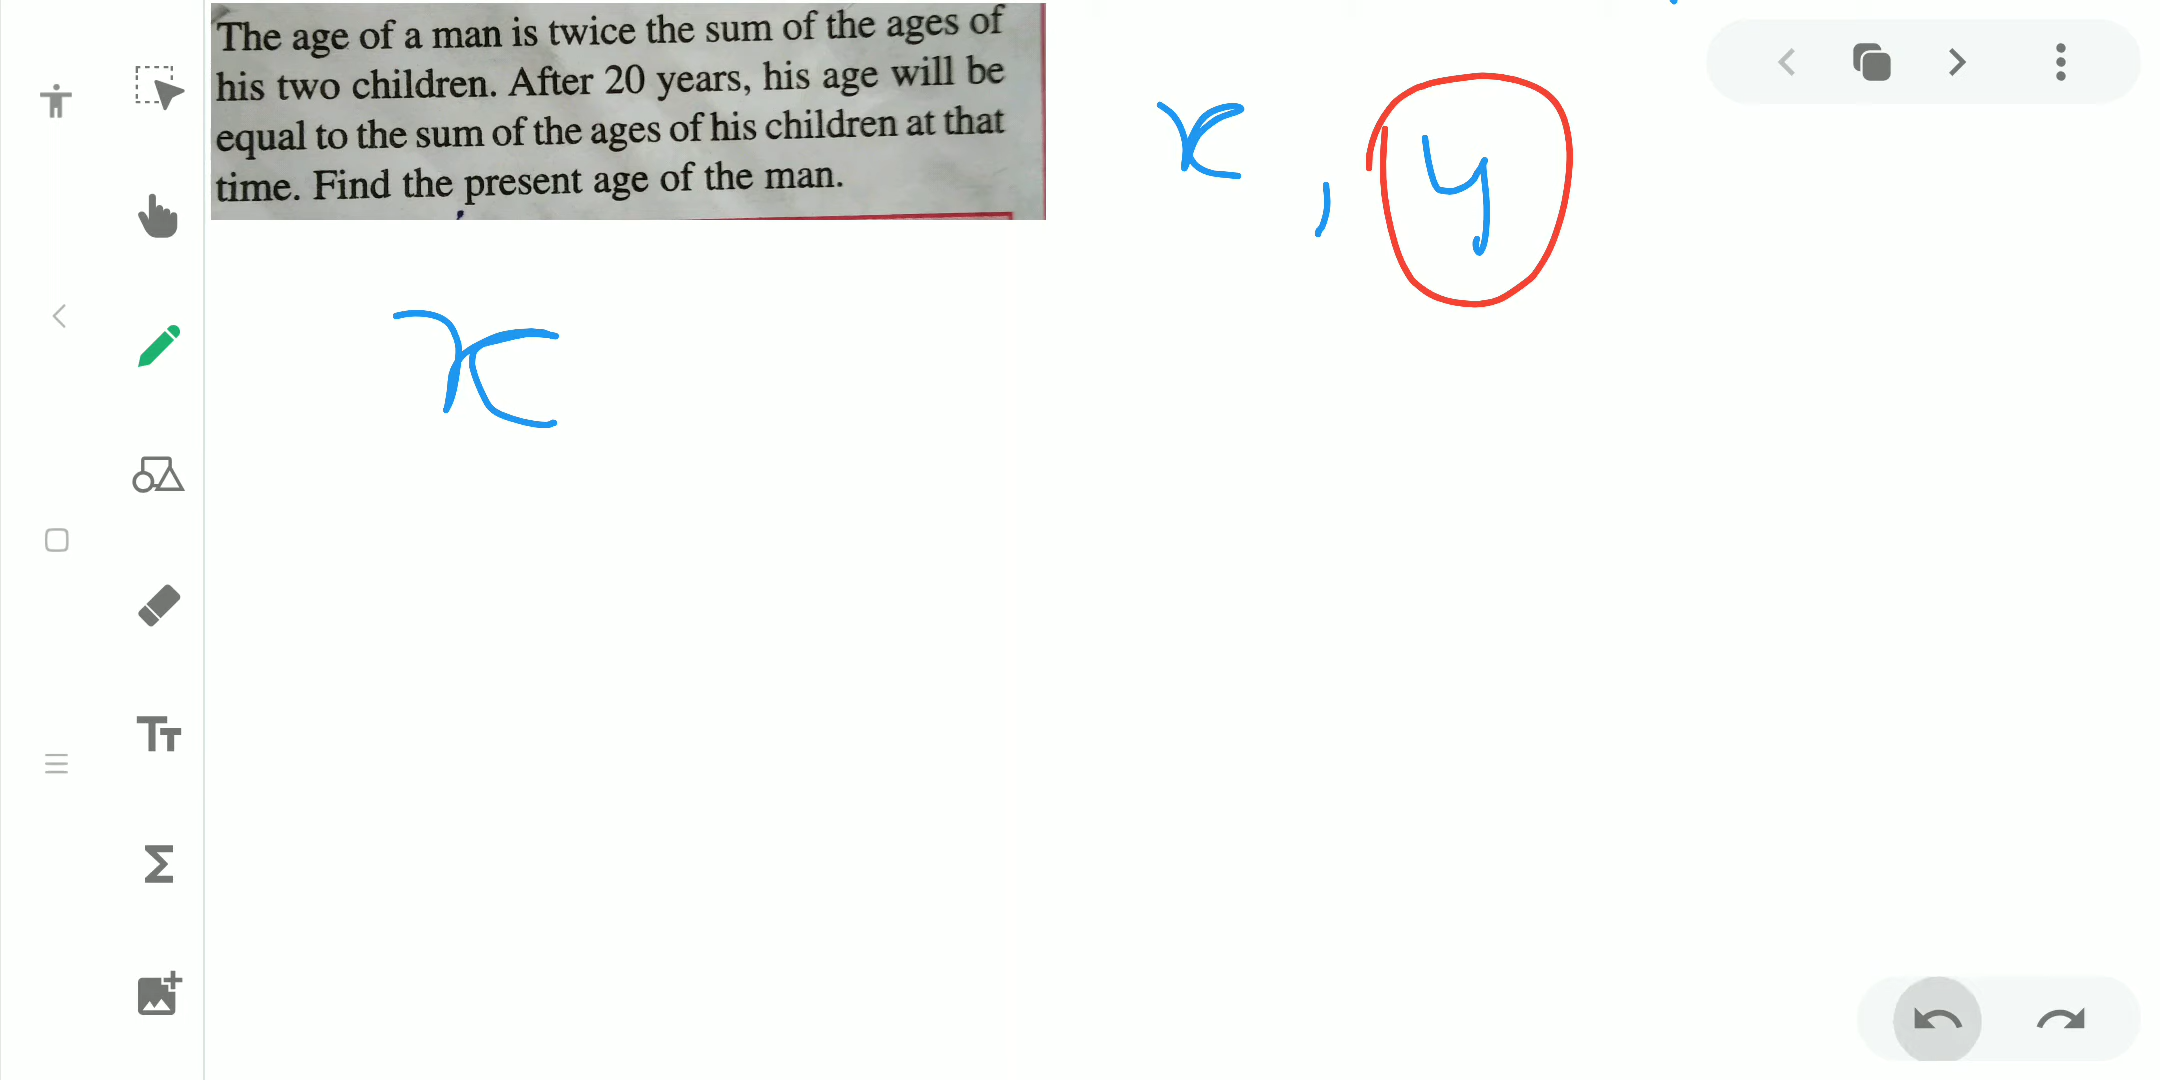 The age of a man is twice the sum of the ages of
his two children. After 20 years, his age will be
equal to the sum of the ages of his children at that
time. Find the present age of the man.
x, y
x
Tт
Σ